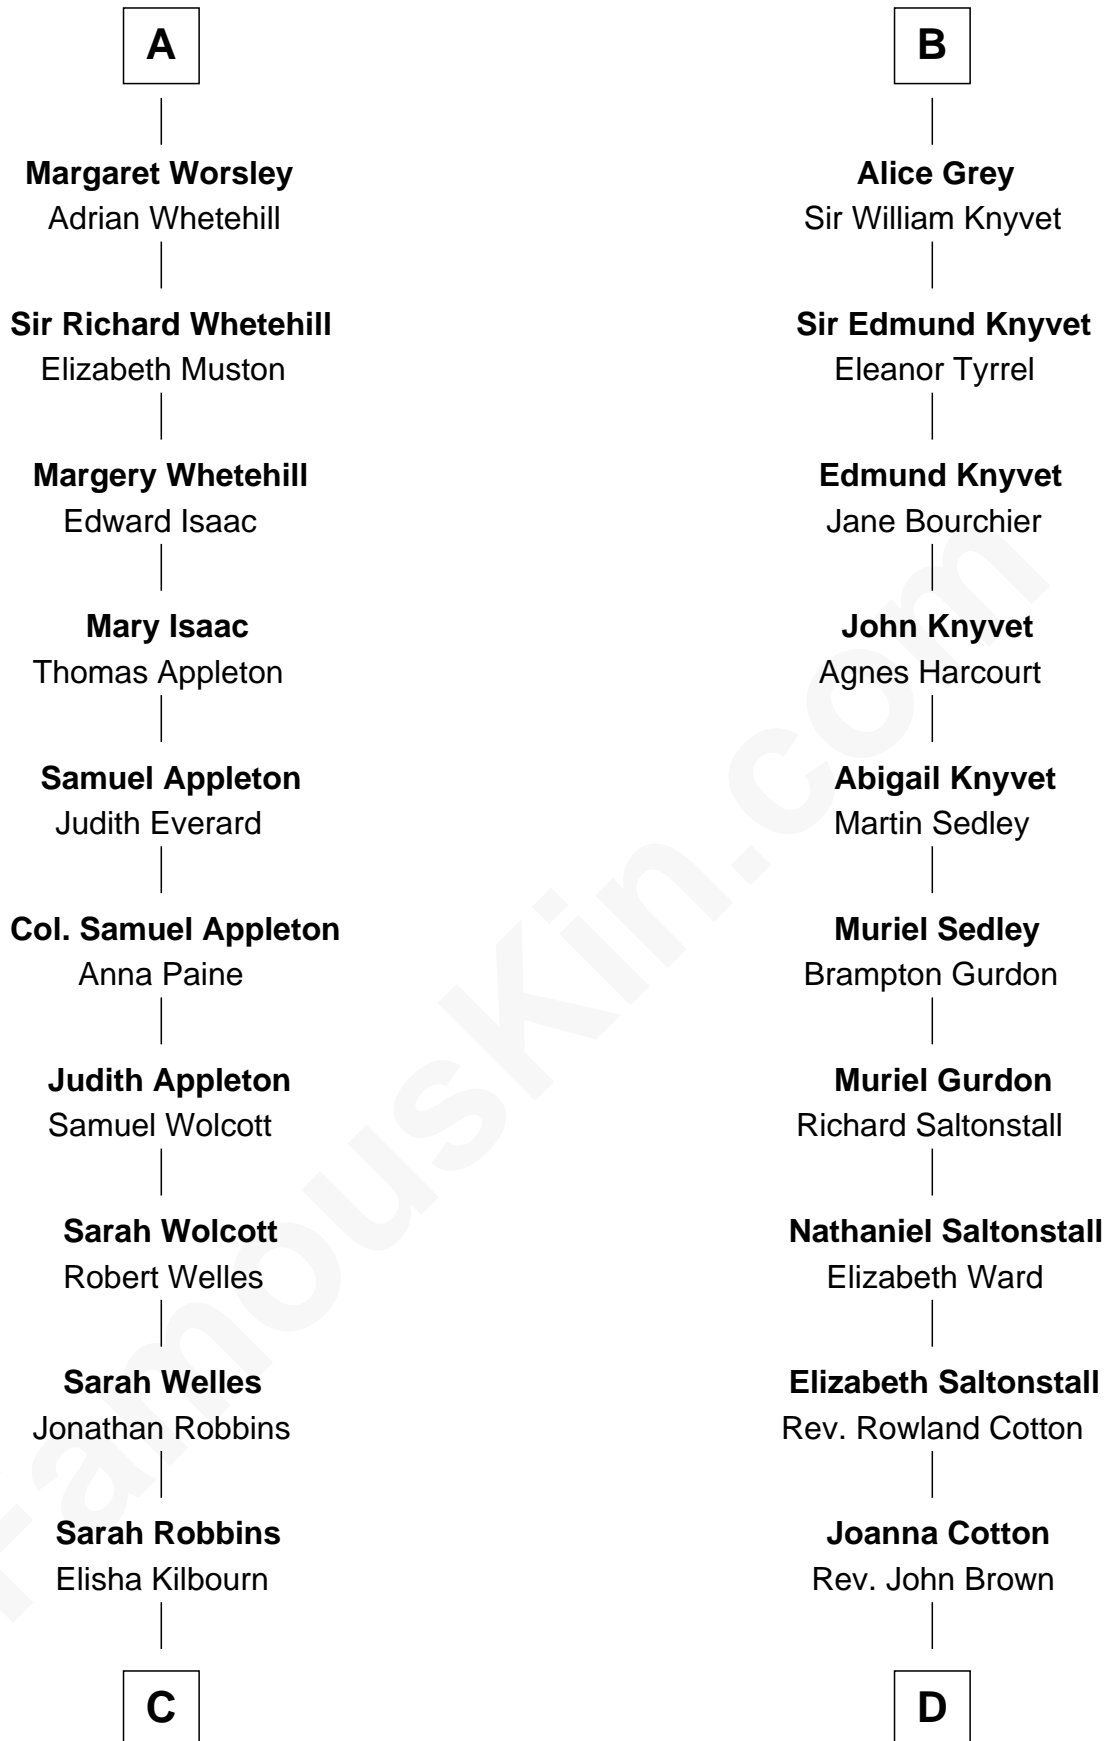 A
Margaret Worsley
Adrian Whetehill
Sir Richard Whetehill
Elizabeth Muston
Margery Whetehill
Edward Isaac
Mary Isaac
Thomas Appleton
Samuel Appleton
Judith Everard
Col. Samuel Appleton
Anna Paine
Judith Appleton
Samuel Wolcott
Sarah Wolcott
Robert Welles
Sarah Welles
Jonathan Robbins
Sarah Robbins
Elisha Kilbourn
C
B
Alice Grey
Sir William Knyvet
Sir Edmund Knyvet
Eleanor Tyrrel
Edmund Knyvet
Jane Bourchier
John Knyvet
Agnes Harcourt
Abigail Knyvet
Martin Sedley
Muriel Sedley
Brampton Gurdon
Muriel Gurdon
Richard Saltonstall
Nathaniel Saltonstall
Elizabeth Ward
Elizabeth Saltonstall
Rev. Rowland Cotton
Joanna Cotton
Rev. John Brown
D
FamousKin.com